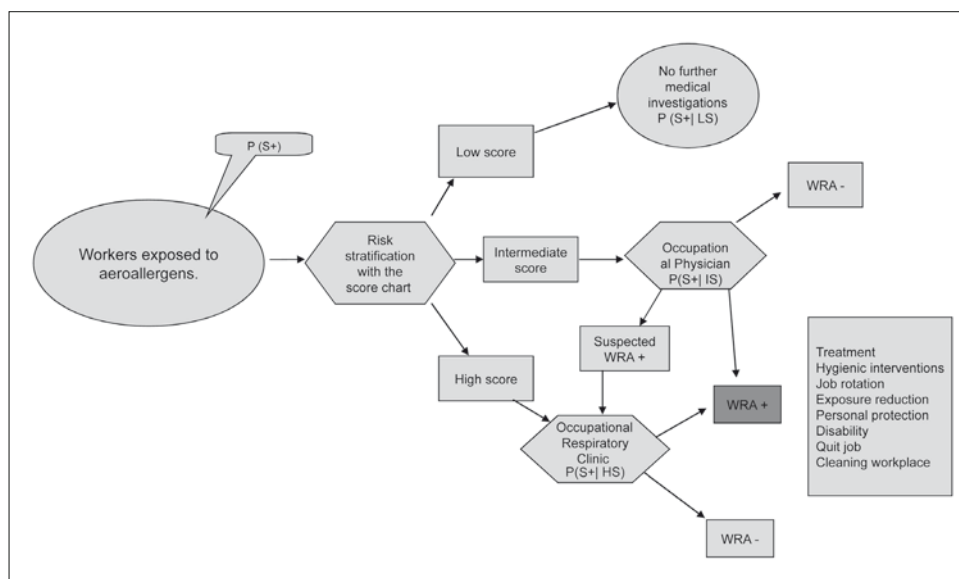 P (S+)
Workers exposed to
aeroallergens.
Risk
stratification
with the
score chart
Low score
No further
medical
investigations
P (S+| LS)
Intermediate
score
Occupation
al Physician
P(S+| IS)
WRA -
Suspected
WRA +
High score
Occupational
Respiratory
Clinic
P(S+| HS)
WRA +
WRA -
Treatment
Hygienic interventions
Job rotation
Exposure reduction
Personal protection
Disability
Quit job
Cleaning workplace